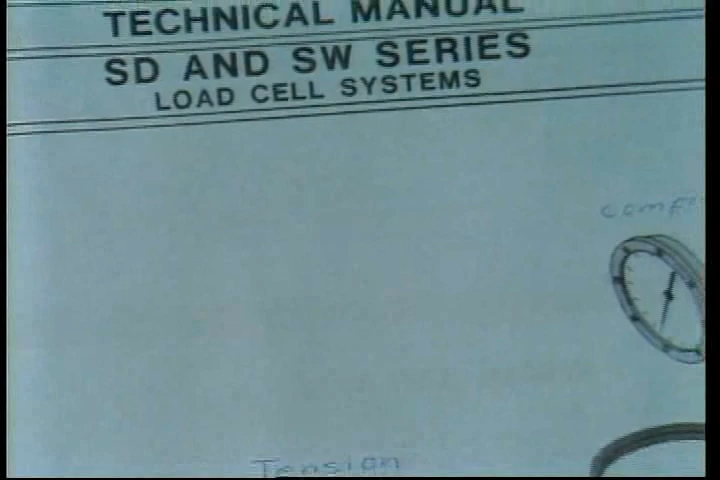 TECHNICAL MANUAL
SD AND SW SERIES
LOAD CELL SYSTEMS
Tension